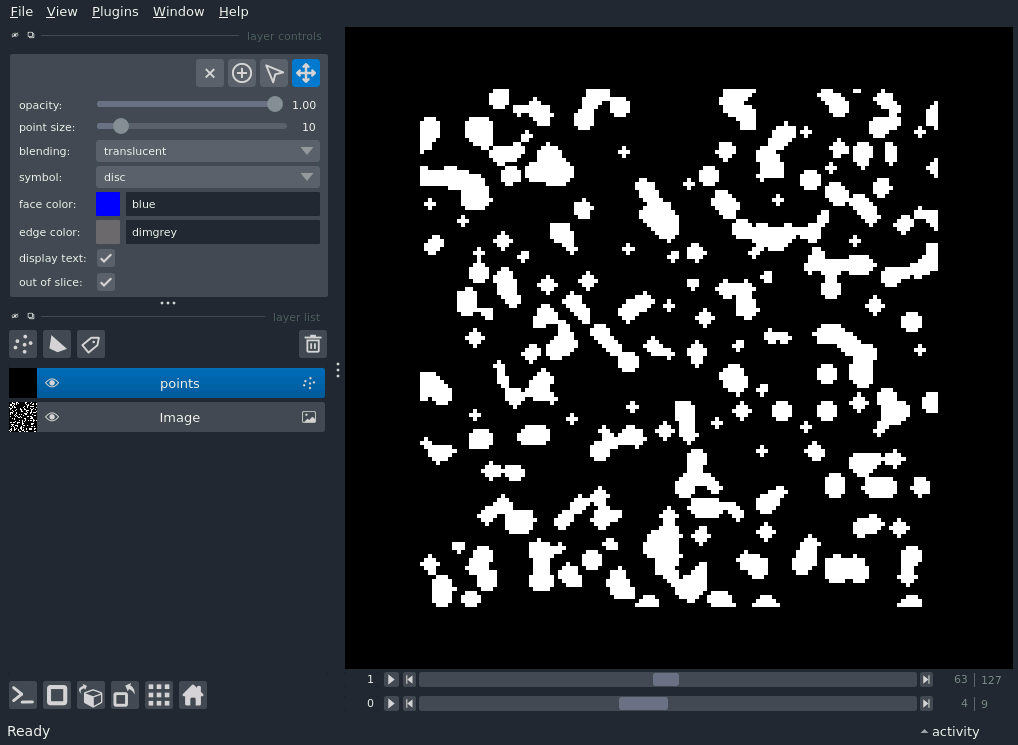 File View Plugins Window Help
layer controls
opacity: 1.00
point size: 10
blending: translucent
symbol: disc
face color: blue
edge color: dimgrey
display text:
out of slice:
layer list
points
Image
1 63 127
0 4 9
Ready activity